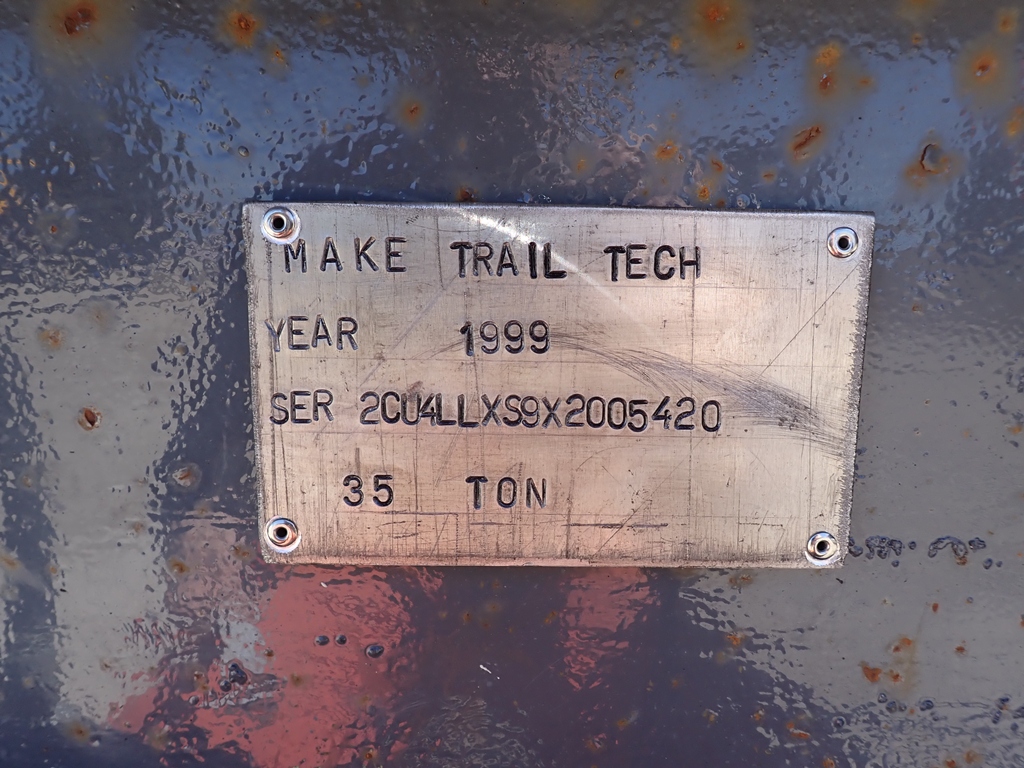 MAKE TRAIL TECH
YEAR 1999
SER 2CU4LLXS9X2005420
35 TON